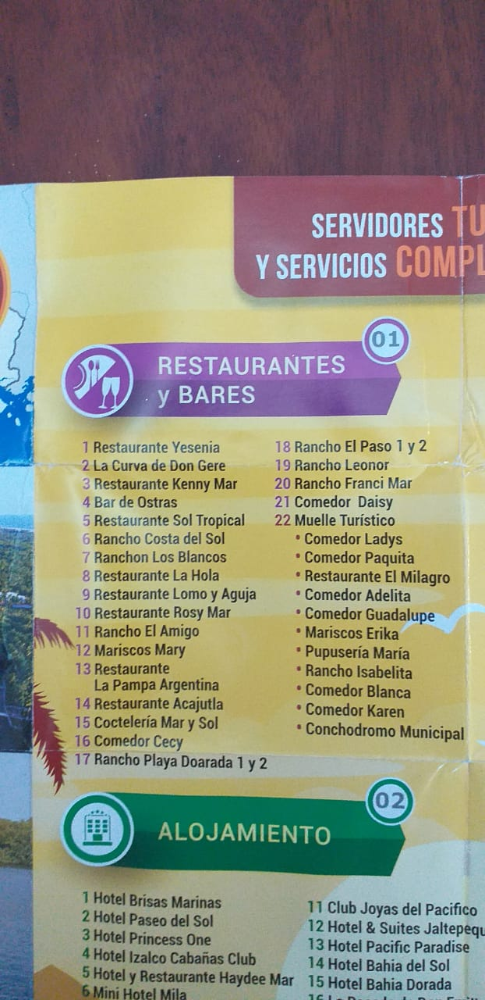 SERVIDORES
Y SERVICIOS
01
RESTAURANTES
y BARES
1 Restaurante Yesenia
2 La Curva de Don Gere
3 Restaurante Kenny Mar
4 Bar de Ostras
5 Restaurante Sol Tropical
6 Rancho Costa del Sol
7 Ranchon Los Blancos
8 Restaurante La Hola
9 Restaurante Lomo y Aguja
10 Restaurante Rosy Mar
11 Rancho El Amigo
12 Mariscos Mary
13 Restaurante
La Pampa Argentina
14 Restaurante Acajutla
15 Coctelería Mar y Sol
16 Comedor Cecy
17 Rancho Playa Doarada 1 y 2
18 Rancho El Paso 1 y 2
19 Rancho Leonor
20 Rancho Franci Mar
21 Comedor Daisy
22 Muelle Turístico
• Comedor Ladys
• Comedor Paquita
• Restaurante El Milagro
• Comedor Adelita
• Comedor Guadalupe
• Mariscos Erika
• Pupusería María
• Rancho Isabelita
• Comedor Blanca
• Comedor Karen
• Conchodromo Municipal
02
ALOJAMIENTO
1 Hotel Brisas Marinas
2 Hotel Paseo del Sol
3 Hotel Princess One
4 Hotel Izalco Cabañas Club
5 Hotel y Restaurante Haydee Mar
6 Mini Hotel Mila
11 Club Joyas del Pacifico
12 Hotel & Suites
13 Hotel Pacific Paradise
14 Hotel Bahia del Sol
15 Hotel Bahia Dorada